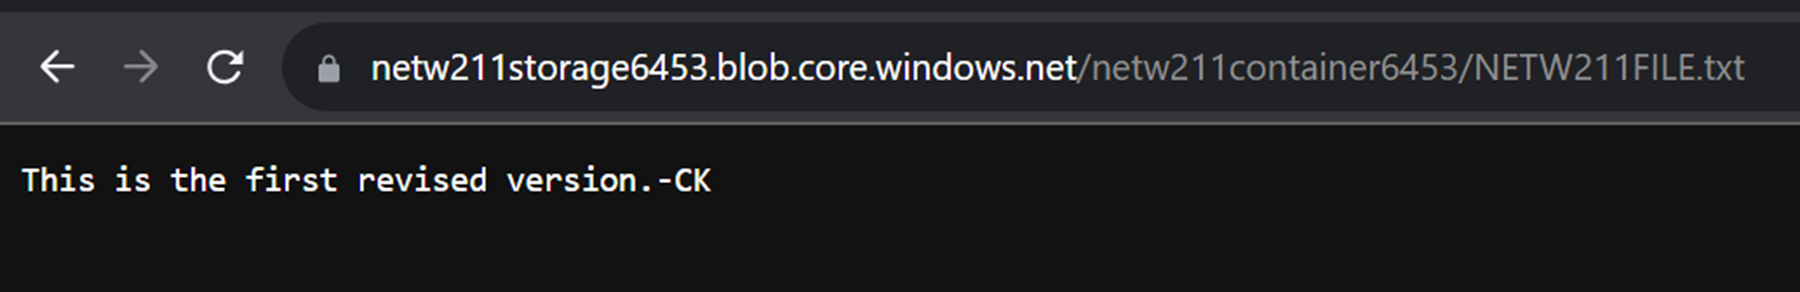 netw211storage6453.blob.core.windows.net/netw211container6453/NETW211FILE.txt
This is the first revised version.-CK